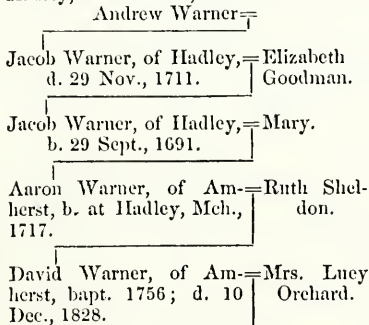 Andrew Warner=
Jacob Warner, of Hadley,=Elizabeth
d. 29 Nov., 1711. Goodman.
Jacob Warner, of Hadley,=Mary.
b. 29 Sept., 1691.
Aaron Warner, of Am-=Ruth Shel-
herst, b. at Hadley, Mch., don.
1717.
David Warner, of Am-=Mrs. Lucy
herst, bapt. 1756; d. 10 Orchard.
Dec., 1828.